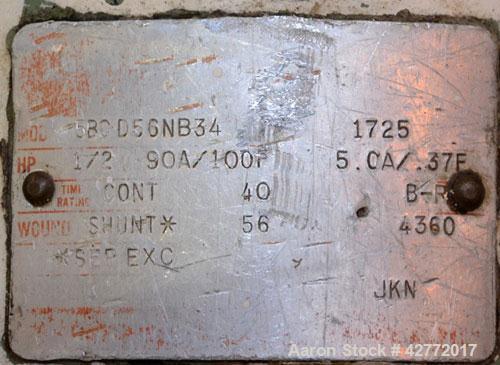 MOD 5BCD56NB34 1725
HP 1/2 90A/100F 5.0A/.37F
TIME RATING CONT 40 B-R
WOUND SHUNT* 56 4360
*SEP EXC
JKN
Aaron Stock # 42772017